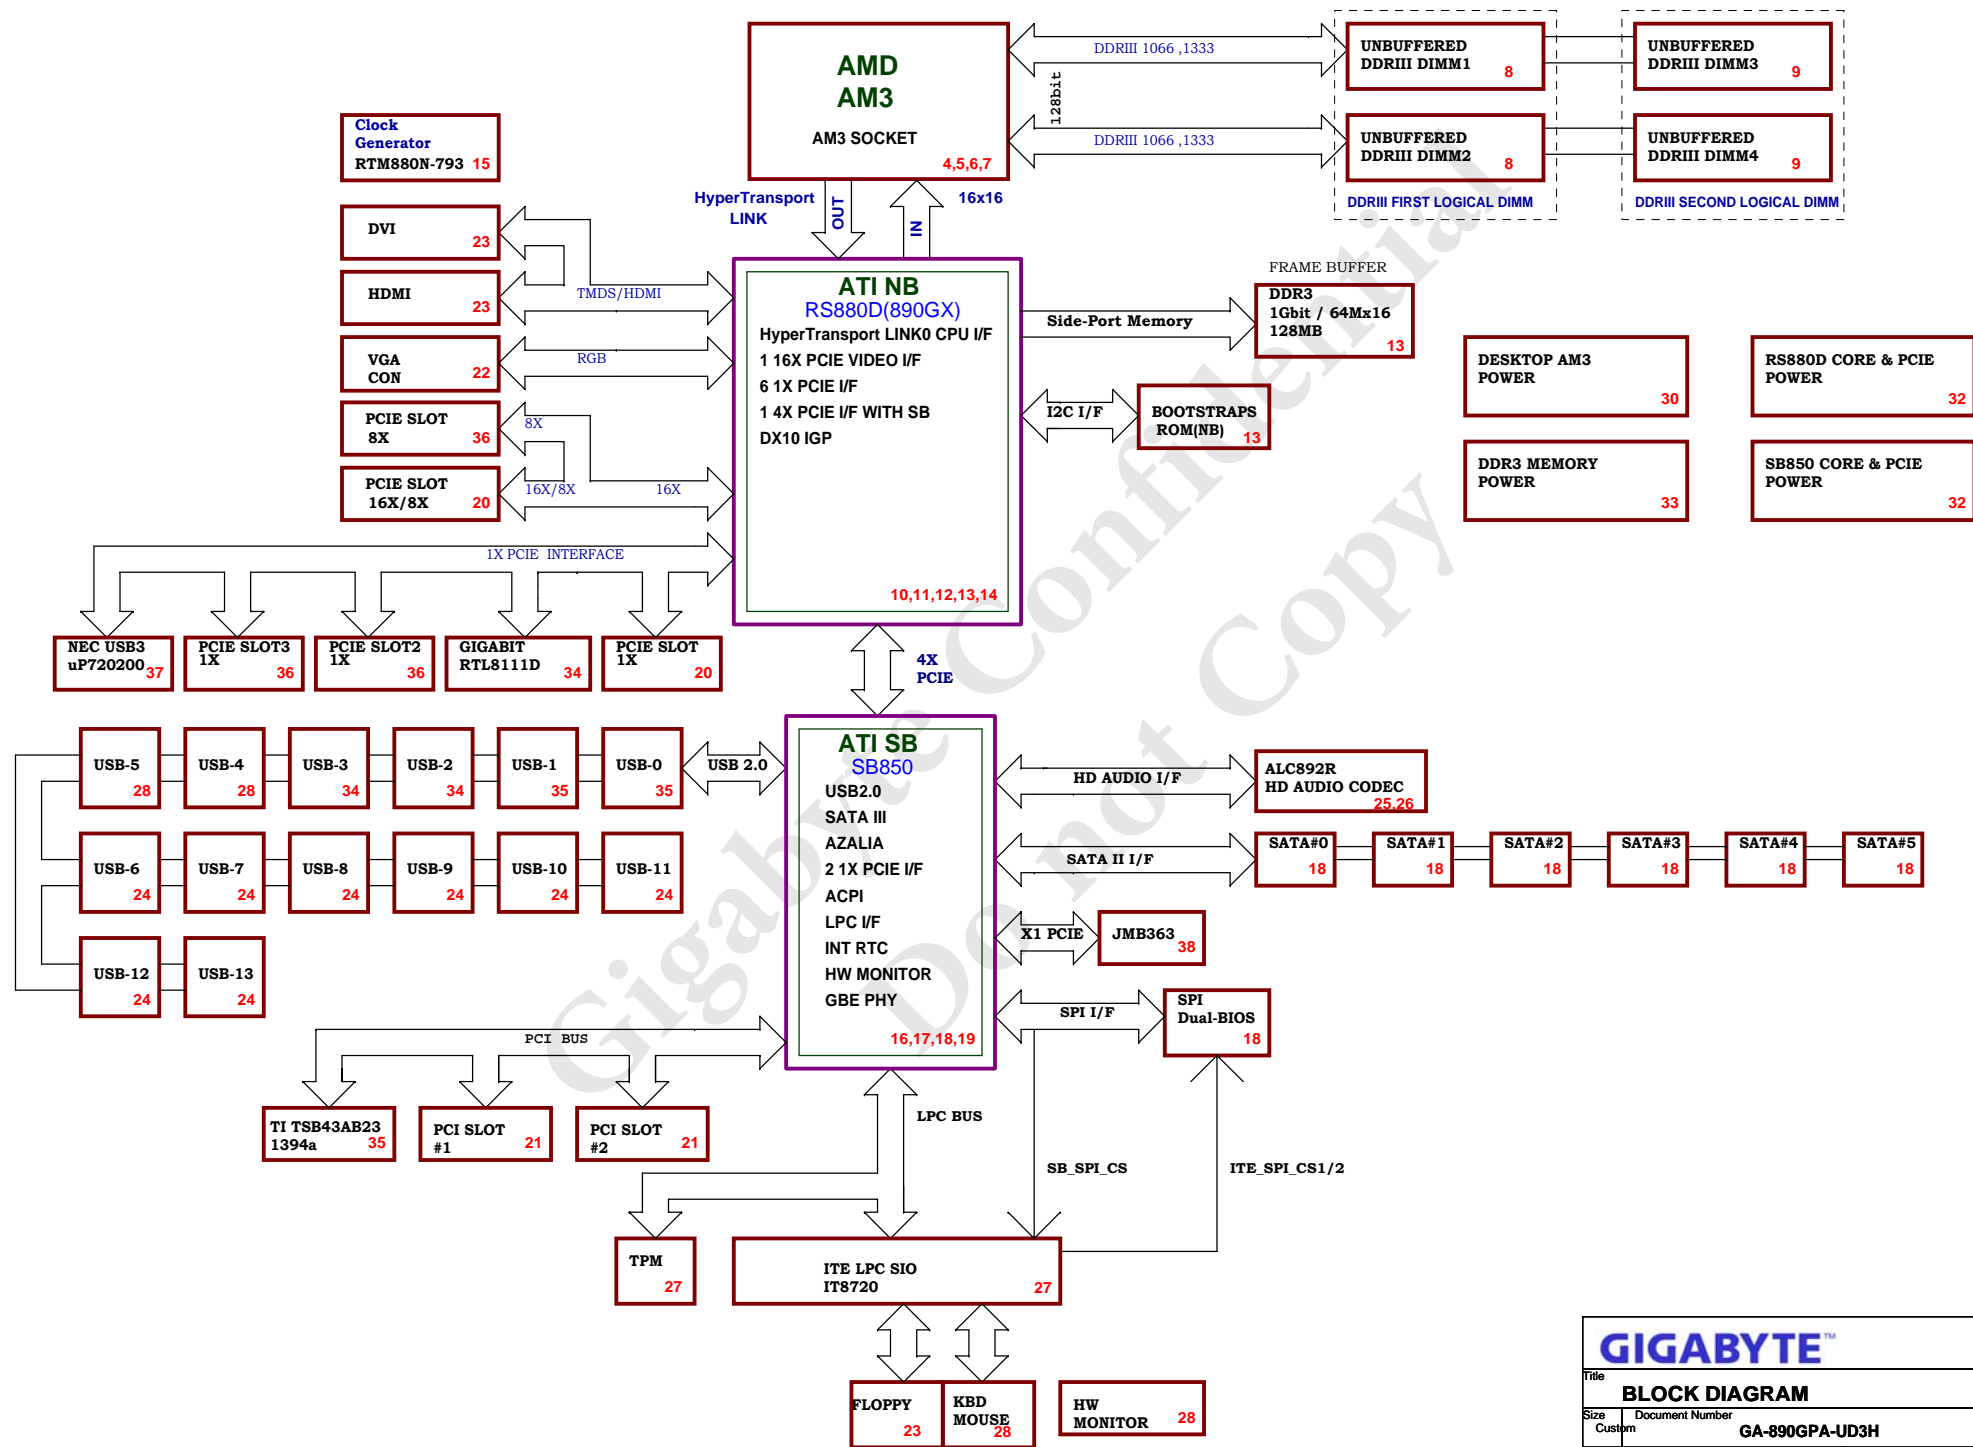 AMD
AM3
AM3 SOCKET
4,5,6,7
DDRIII 1066 ,1333
128bit
DDRIII 1066 ,1333
UNBUFFERED
DDRIII DIMM1
8
UNBUFFERED
DDRIII DIMM3
9
UNBUFFERED
DDRIII DIMM2
8
UNBUFFERED
DDRIII DIMM4
9
DDRIII FIRST LOGICAL DIMM
DDRIII SECOND LOGICAL DIMM
Clock
Generator
RTM880N-793 15
HyperTransport
LINK
OUT
IN
16x16
DVI
23
HDMI
23
TMDS/HDMI
VGA
CON
22
RGB
PCIE SLOT
8X
36
8X
PCIE SLOT
16X/8X
20
16X/8X
16X
ATI NB
RS880D(890GX)
HyperTransport LINK0 CPU I/F
1 16X PCIE VIDEO I/F
6 1X PCIE I/F
1 4X PCIE I/F WITH SB
DX10 IGP
10,11,12,13,14
Side-Port Memory
FRAME BUFFER
DDR3
1Gbit / 64Mx16
128MB
13
I2C I/F
BOOTSTRAPS
ROM(NB)
13
DESKTOP AM3
POWER
30
RS880D CORE & PCIE
POWER
32
DDR3 MEMORY
POWER
33
SB850 CORE & PCIE
POWER
32
1X PCIE INTERFACE
NEC USB3
uP720200
37
PCIE SLOT3
1X
36
PCIE SLOT2
1X
36
GIGABIT
RTL8111D
34
PCIE SLOT
1X
20
4X
PCIE
USB-5
28
USB-4
28
USB-3
34
USB-2
34
USB-1
35
USB-0
35
USB 2.0
USB-6
24
USB-7
24
USB-8
24
USB-9
24
USB-10
24
USB-11
24
USB-12
24
USB-13
24
ATI SB
SB850
USB2.0
SATA III
AZALIA
2 1X PCIE I/F
ACPI
LPC I/F
INT RTC
HW MONITOR
GBE PHY
16,17,18,19
HD AUDIO I/F
ALC892R
HD AUDIO CODEC
25,26
SATA II I/F
SATA#0
18
SATA#1
18
SATA#2
18
SATA#3
18
SATA#4
18
SATA#5
18
X1 PCIE
JMB363
38
SPI I/F
SPI
Dual-BIOS
18
PCI BUS
TI TSB43AB23
1394a
35
PCI SLOT
#1
21
PCI SLOT
#2
21
LPC BUS
SB_SPI_CS
ITE_SPI_CS1/2
TPM
27
ITE LPC SIO
IT8720
27
FLOPPY
23
KBD
MOUSE
28
HW
MONITOR
28
Gigabyte Confidential
Do not Copy
GIGABYTE™
Title
BLOCK DIAGRAM
Size
Custom
Document Number
GA-890GPA-UD3H